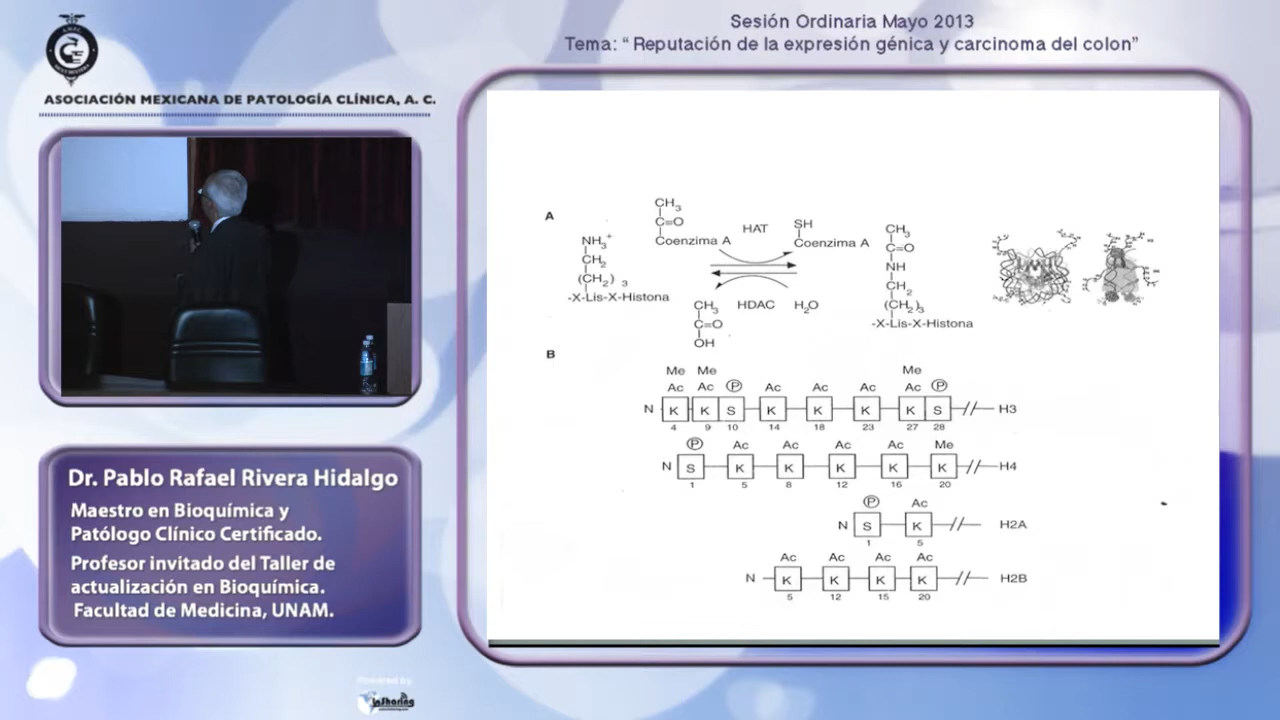 Sesión Ordinaria Mayo 2013
Tema: “ Reputación de la expresión génica y carcinoma del colon”
ASOCIACIÓN MEXICANA DE PATOLOGÍA CLÍNICA, A. C.
Dr. Pablo Rafael Rivera Hidalgo
Maestro en Bioquímica y
Patólogo Clínico Certificado.
Profesor invitado del Taller de
actualización en Bioquímica.
Facultad de Medicina, UNAM.
Powered by
InSharing
A
CH3
C=O
Coenzima A
HAT
SH
Coenzima A
NH3+
CH2
(CH2) 3
-X-Lis-X-Histona
CH3
C=O
OH
HDAC
H2O
CH3
C=O
NH
CH2
(CH2)3
-X-Lis-X-Histona
B
Me Me Me
Ac Ac P Ac Ac Ac Ac P
N K K S K K K K S H3
4 9 10 14 18 23 27 28
P Ac Ac Ac Ac Me
N S K K K K K H4
1 5 8 12 16 20
P Ac
N S K H2A
1 5
Ac Ac Ac Ac
N K K K K H2B
5 12 15 20